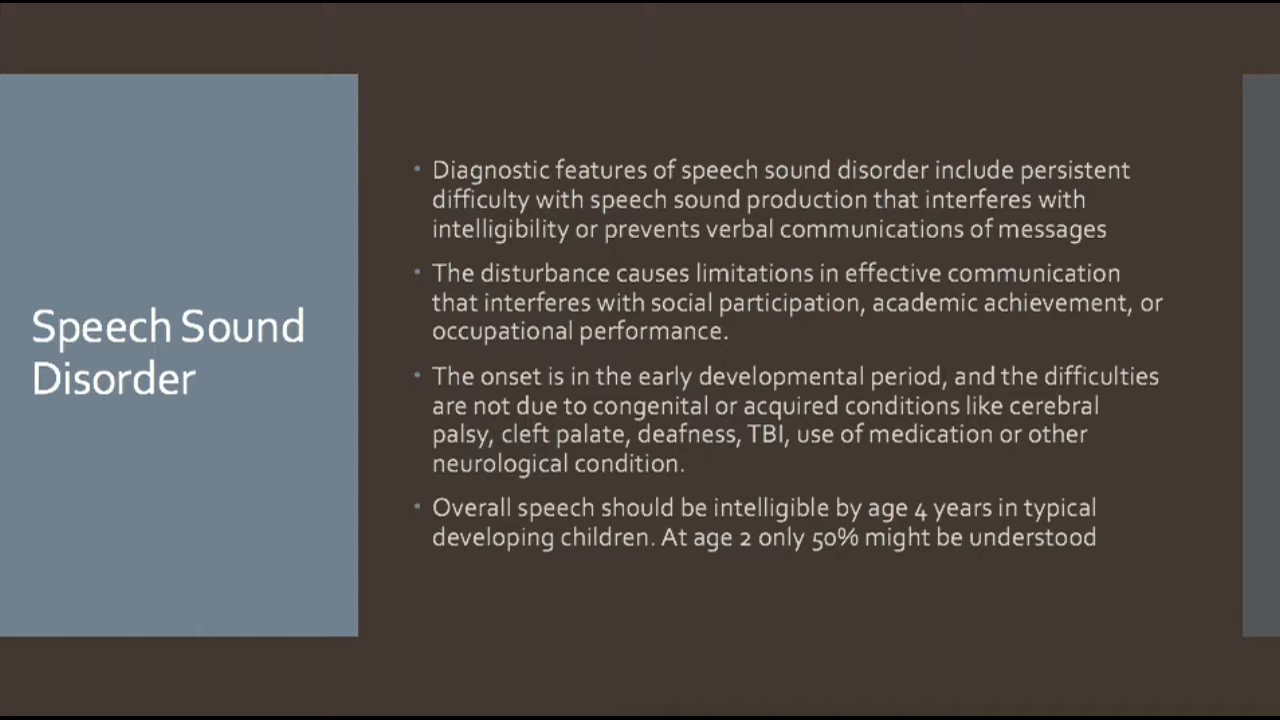 Speech Sound
Disorder
• Diagnostic features of speech sound disorder include persistent
difficulty with speech sound production that interferes with
intelligibility or prevents verbal communications of messages
• The disturbance causes limitations in effective communication
that interferes with social participation, academic achievement, or
occupational performance.
• The onset is in the early developmental period, and the difficulties
are not due to congenital or acquired conditions like cerebral
palsy, cleft palate, deafness, TBI, use of medication or other
neurological condition.
• Overall speech should be intelligible by age 4 years in typical
developing children. At age 2 only 50% might be understood